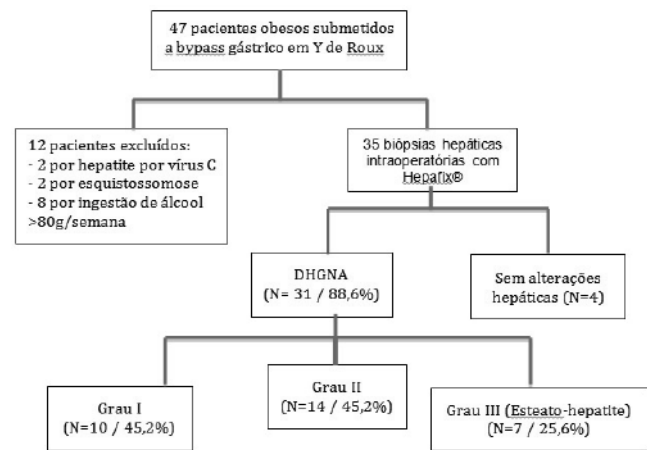 47 pacientes obesos submetidos
a bypass gástrico em Y de Roux
12 pacientes excluídos:
- 2 por hepatite por vírus C
- 2 por esquistossomose
- 8 por ingestão de álcool
>80g/semana
35 biópsias hepáticas
intraoperatórias com
Hepafix®
DHGNA
(N= 31 / 88,6%)
Sem alterações
hepáticas (N=4)
Grau I
(N=10 / 45,2%)
Grau II
(N=14 / 45,2%)
Grau III (Esteato-hepatite)
(N=7 / 25,6%)